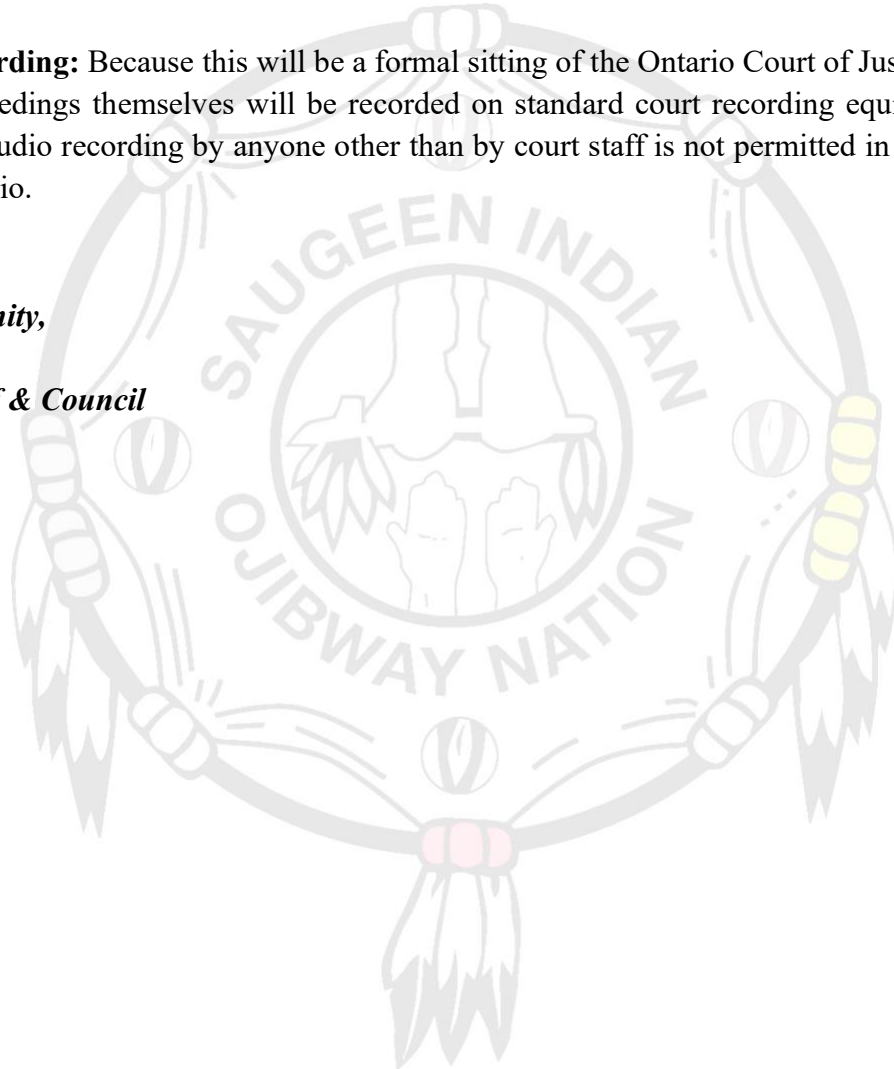 rding: Because this will be a formal sitting of the Ontario Court of Jus
edings themselves will be recorded on standard court recording equi
udio recording by anyone other than by court staff is not permitted in
io.
nity,
f & Council
SAUGEEN INDIAN
OJIBWAY NATION